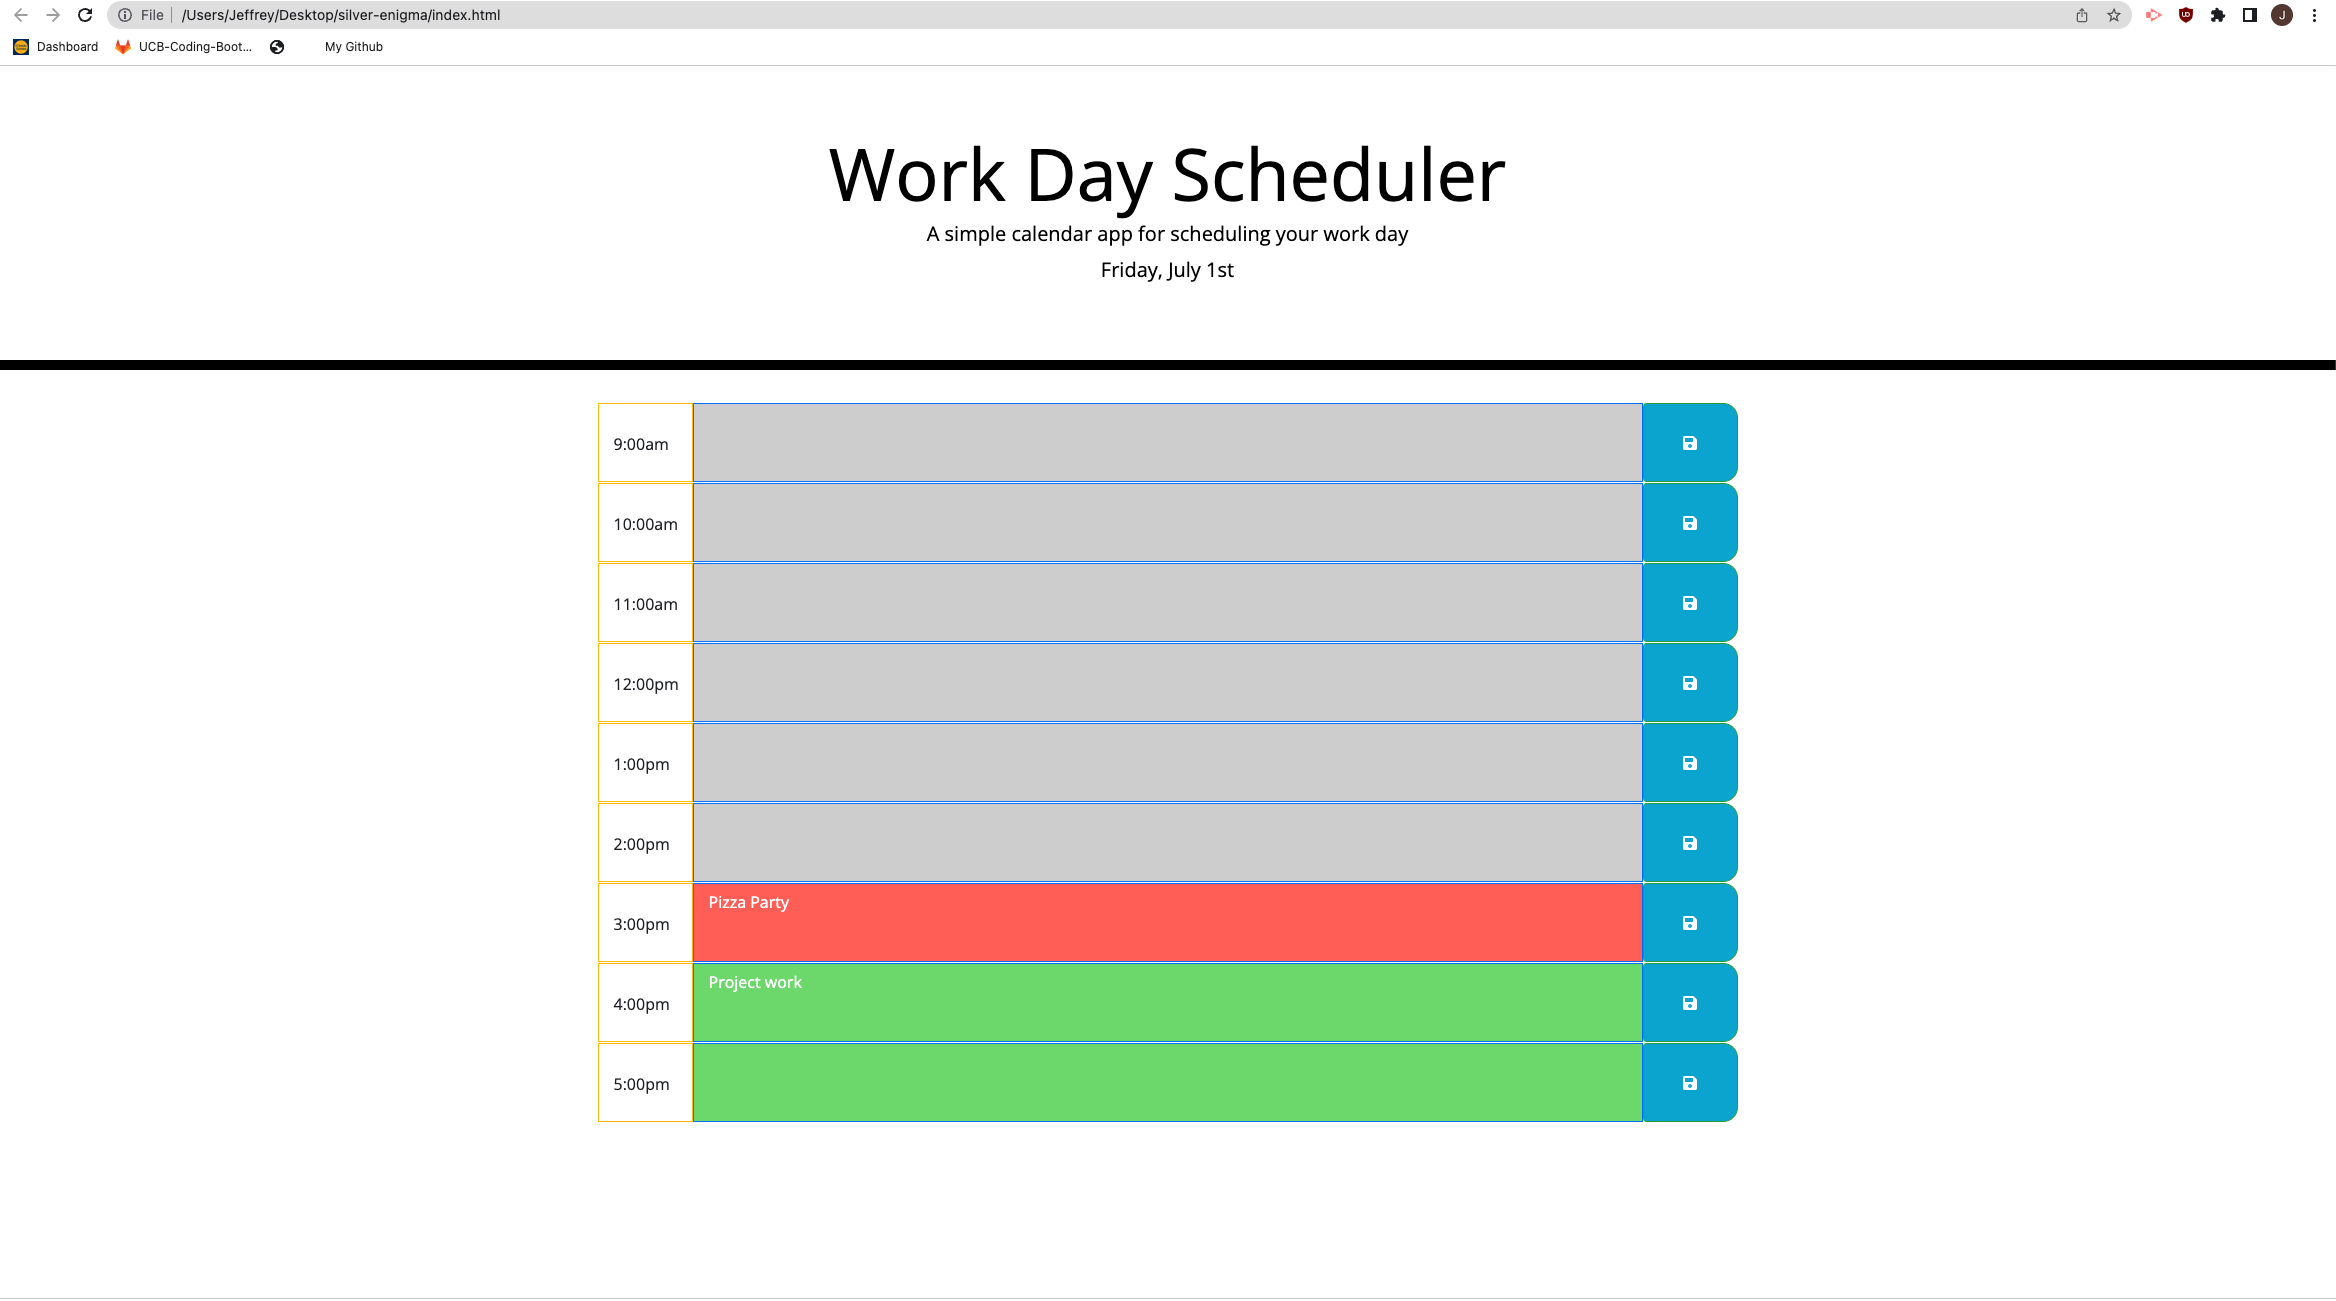 File /Users/Jeffrey/Desktop/silver-enigma/index.html
J
Dashboard UCB-Coding-Boot... My Github
Work Day Scheduler
A simple calendar app for scheduling your work day
Friday, July 1st
9:00am
10:00am
11:00am
12:00pm
1:00pm
2:00pm
3:00pm Pizza Party
4:00pm Project work
5:00pm